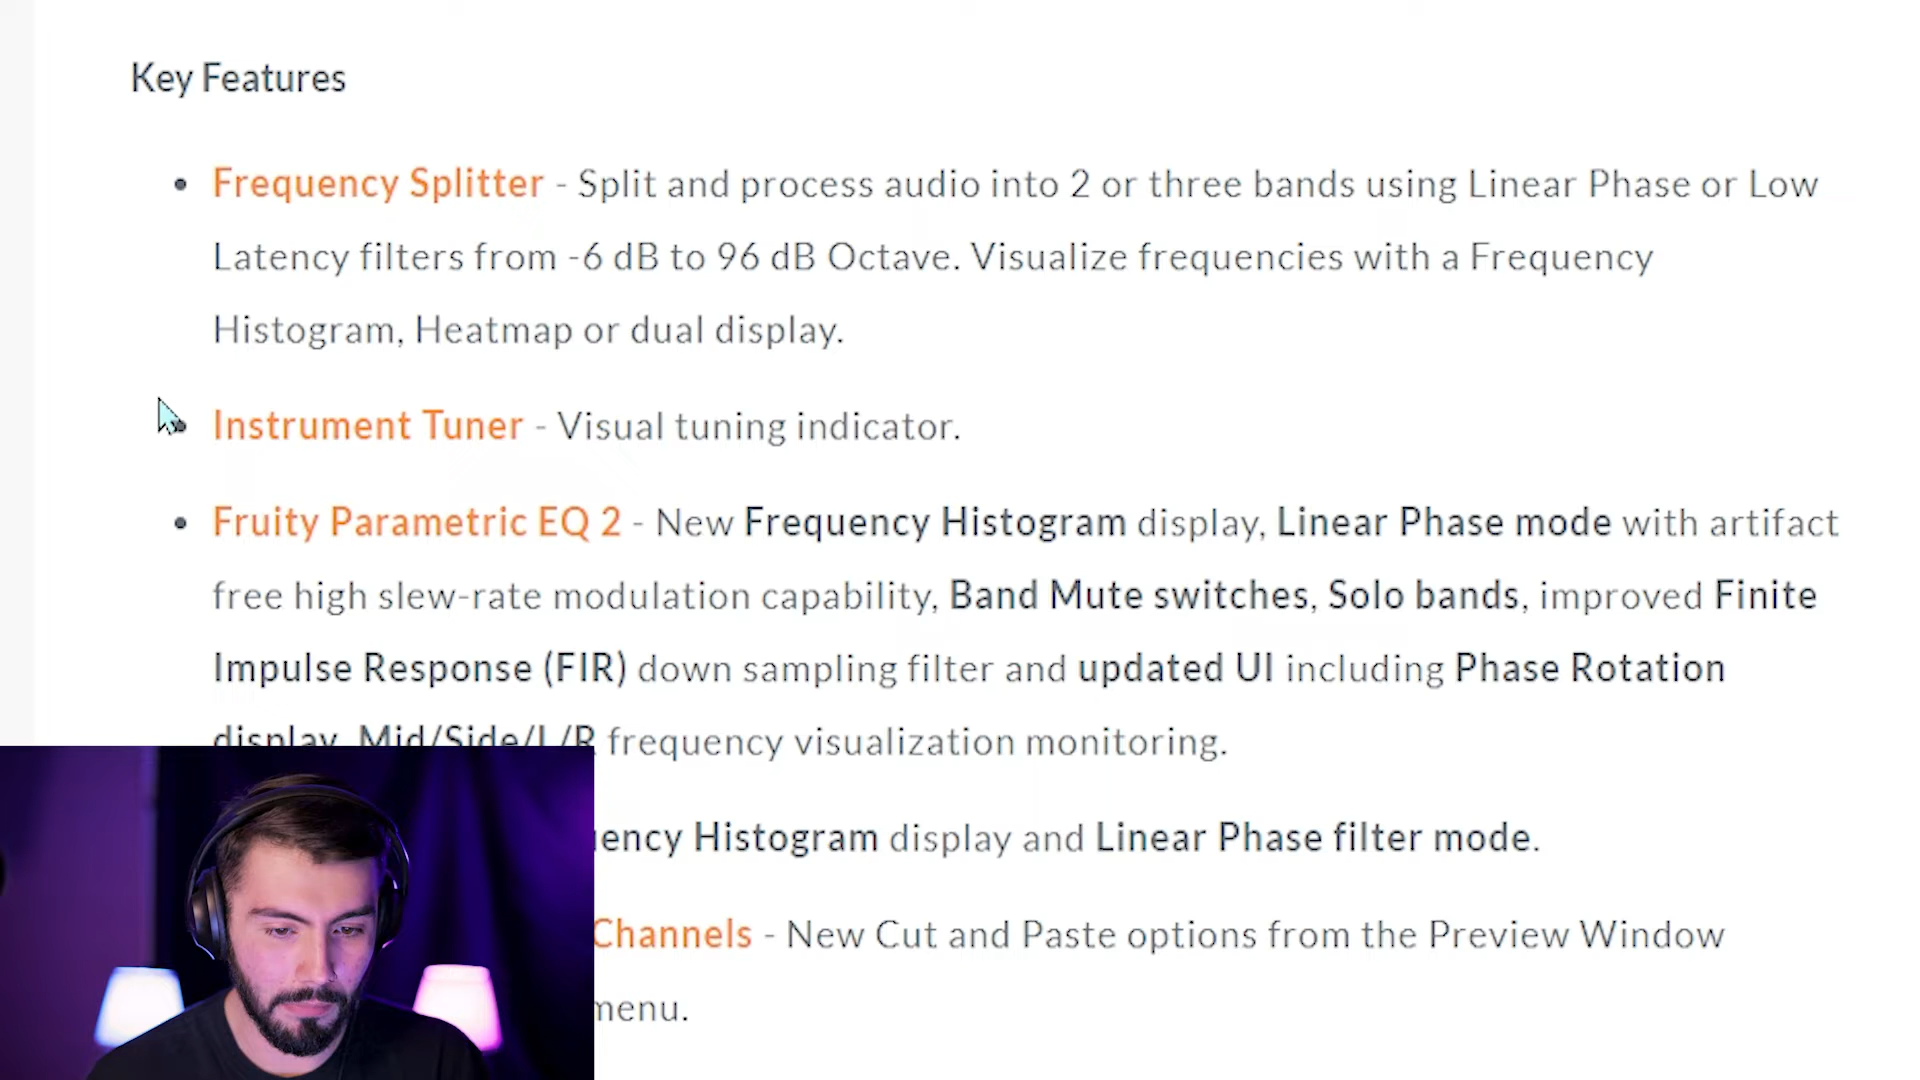 Key Features
Frequency Splitter - Split and process audio into 2 or three bands using Linear Phase or Low
Latency filters from -6 dB to 96 dB Octave. Visualize frequencies with a Frequency
Histogram, Heatmap or dual display.
Instrument Tuner - Visual tuning indicator.
Fruity Parametric EQ 2 - New Frequency Histogram display, Linear Phase mode with artifact
free high slew-rate modulation capability, Band Mute switches, Solo bands, improved Finite
Impulse Response (FIR) down sampling filter and updated UI including Phase Rotation
display, Mid/Side/L/R frequency visualization monitoring.
Histogram display and Linear Phase filter mode.
Channels - New Cut and Paste options from the Preview Window
menu.